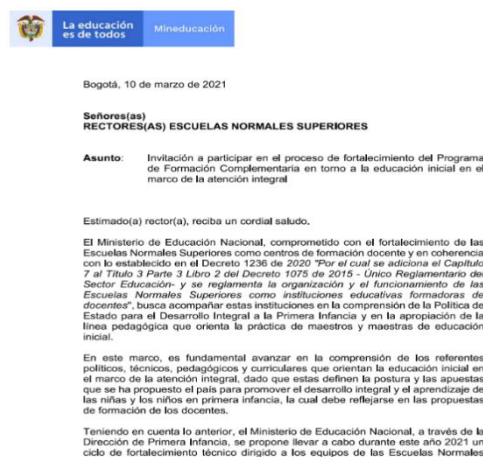 La educación
es de todos
Mineducación
Bogotá, 10 de marzo de 2021
Señores(as)
RECTORES(AS) ESCUELAS NORMALES SUPERIORES
Asunto: Invitación a participar en el proceso de fortalecimiento del Programa
de Formación Complementaria en torno a la educación inicial en el
marco de la atención integral
Estimado(a) rector(a), reciba un cordial saludo.
El Ministerio de Educación Nacional, comprometido con el fortalecimiento de las
Escuelas Normales Superiores como centros de formación docente y en coherencia
con lo establecido en el Decreto 1236 de 2020 "Por el cual se adiciona el Capítulo
7 al Título 3 Parte 3 Libro 2 del Decreto 1075 de 2015 - Único Reglamentario del
Sector Educación- y se reglamenta la organización y el funcionamiento de las
Escuelas Normales Superiores como instituciones educativas formadoras de
docentes", busca acompañar estas instituciones en la comprensión de la Política de
Estado para el Desarrollo Integral a la Primera Infancia y en la apropiación de la
línea pedagógica que orienta la práctica de maestros y maestras de educación
inicial.
En este marco, es fundamental avanzar en la comprensión de los referentes
políticos, técnicos, pedagógicos y curriculares que orientan la educación inicial en
el marco de la atención integral, dado que estas definen la postura y las apuestas
que se ha propuesto el país para promover el desarrollo integral y el aprendizaje de
las niñas y los niños en primera infancia, la cual debe reflejarse en las propuestas
de formación de los docentes.
Teniendo en cuenta lo anterior, el Ministerio de Educación Nacional, a través de la
Dirección de Primera Infancia, se propone llevar a cabo durante este año 2021 un
ciclo de fortalecimiento técnico dirigido a los equipos de las Escuelas Normales